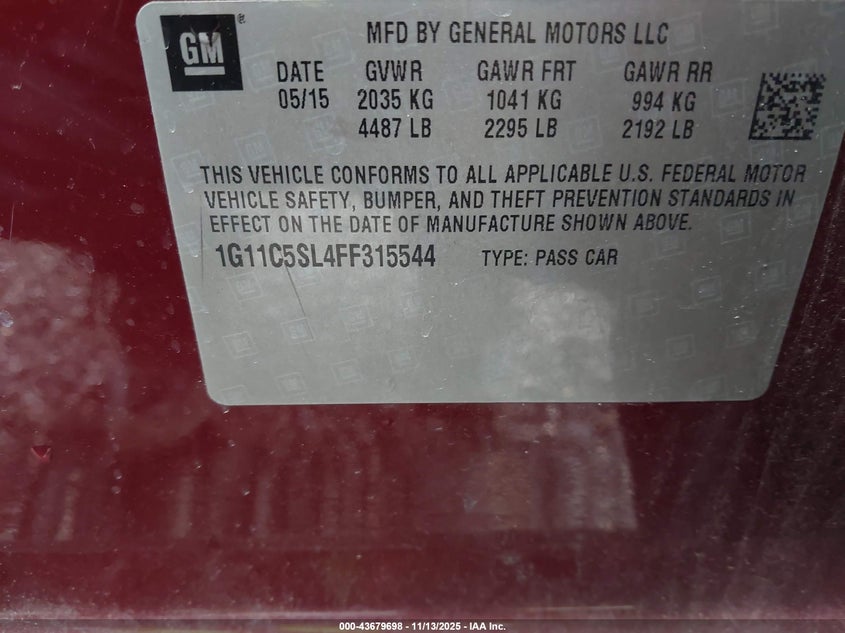 GM®
MFD BY GENERAL MOTORS LLC
DATE GVWR GAWR FRT GAWR RR
05/15 2035 KG 1041 KG 994 KG
4487 LB 2295 LB 2192 LB
THIS VEHICLE CONFORMS TO ALL APPLICABLE U.S. FEDERAL MOTOR
VEHICLE SAFETY, BUMPER, AND THEFT PREVENTION STANDARDS IN
EFFECT ON THE DATE OF MANUFACTURE SHOWN ABOVE.
1G11C5SL4FF315544 TYPE: PASS CAR
000-43679698 - 11/13/2025 - IAA Inc.